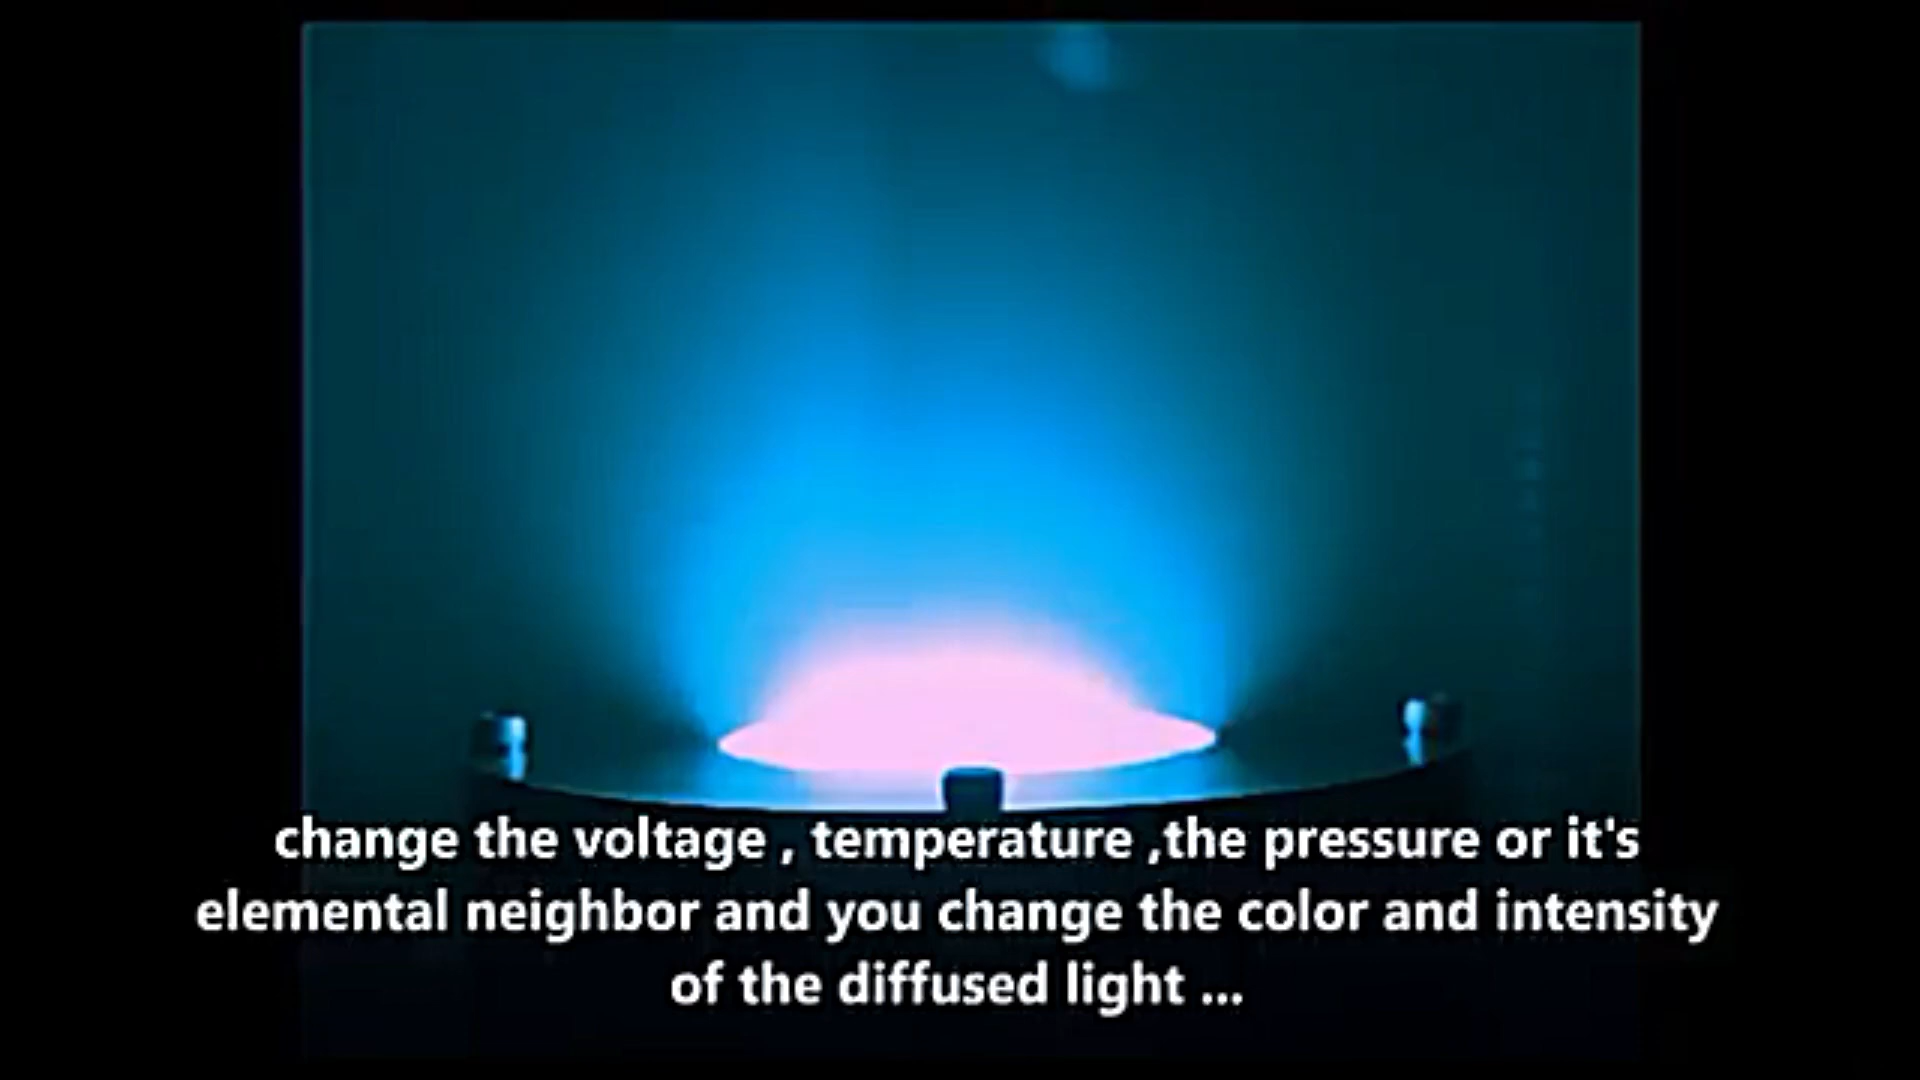 change the voltage , temperature ,the pressure or it's
elemental neighbor and you change the color and intensity
of the diffused light ...